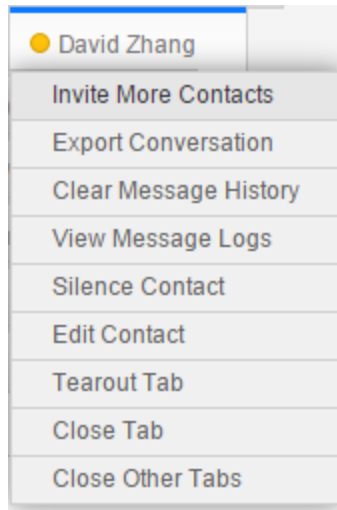 David Zhang
Invite More Contacts
Export Conversation
Clear Message History
View Message Logs
Silence Contact
Edit Contact
Tearout Tab
Close Tab
Close Other Tabs